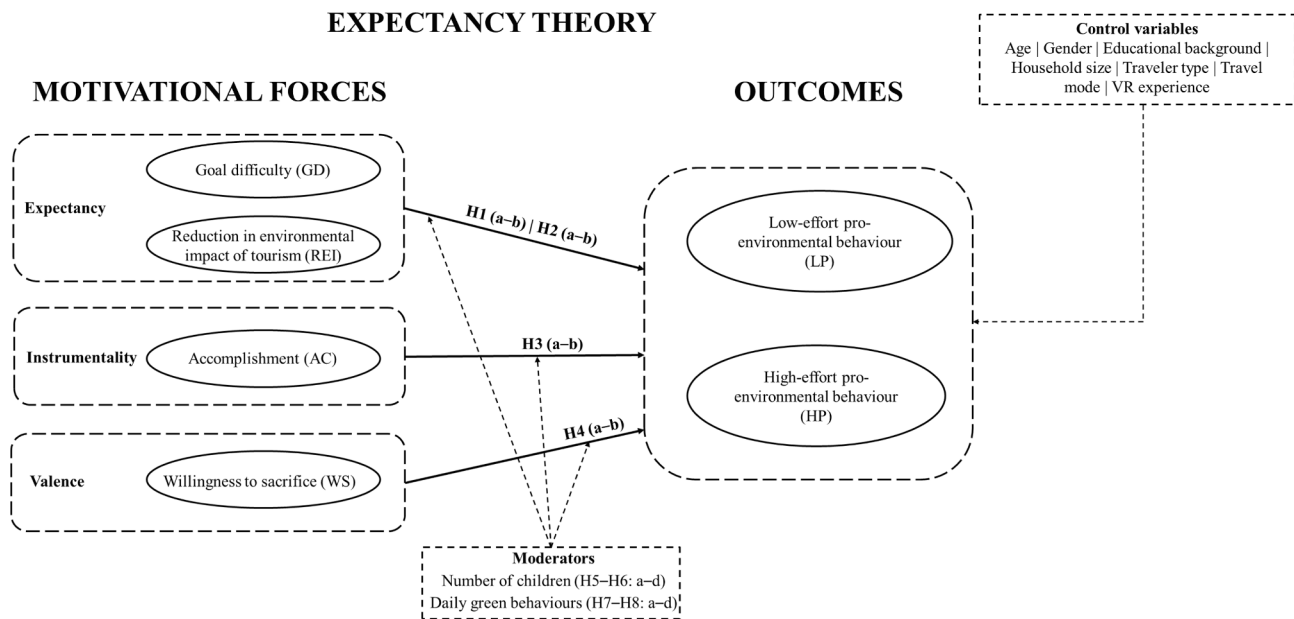 EXPECTANCY THEORY
Control variables
Age | Gender | Educational background |
Household size | Traveler type | Travel
mode | VR experience
MOTIVATIONAL FORCES
OUTCOMES
Expectancy
Goal difficulty (GD)
Reduction in environmental
impact of tourism (REI)
H1 (a–b) | H2 (a–b)
Low-effort pro-
environmental behaviour
(LP)
Instrumentality
Accomplishment (AC)
H3 (a–b)
High-effort pro-
environmental behaviour
(HP)
Valence
Willingness to sacrifice (WS)
H4 (a–b)
Moderators
Number of children (H5–H6: a–d)
Daily green behaviours (H7–H8: a–d)